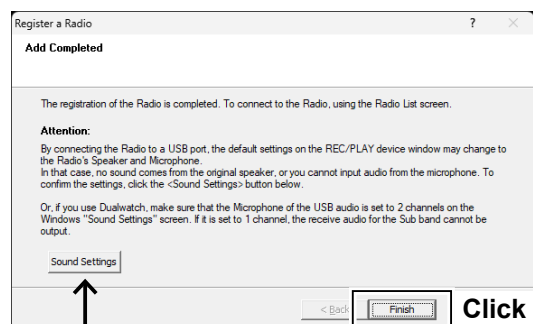 Register a Radio ?
Add Completed
The registration of the Radio is completed. To connect to the Radio, using the Radio List screen.
Attention:
By connecting the Radio to a USB port, the default settings on the REC/PLAY device window may change to
the Radio's Speaker and Microphone.
In that case, no sound comes from the original speaker, or you cannot input audio from the microphone. To
confirm the settings, click the <Sound Settings> button below.
Or, if you use Dualwatch, make sure that the Microphone of the USB audio is set to 2 channels on the
Windows "Sound Settings" screen. If it is set to 1 channel, the receive audio for the Sub band cannot be
output.
Sound Settings
< Back Finish Click